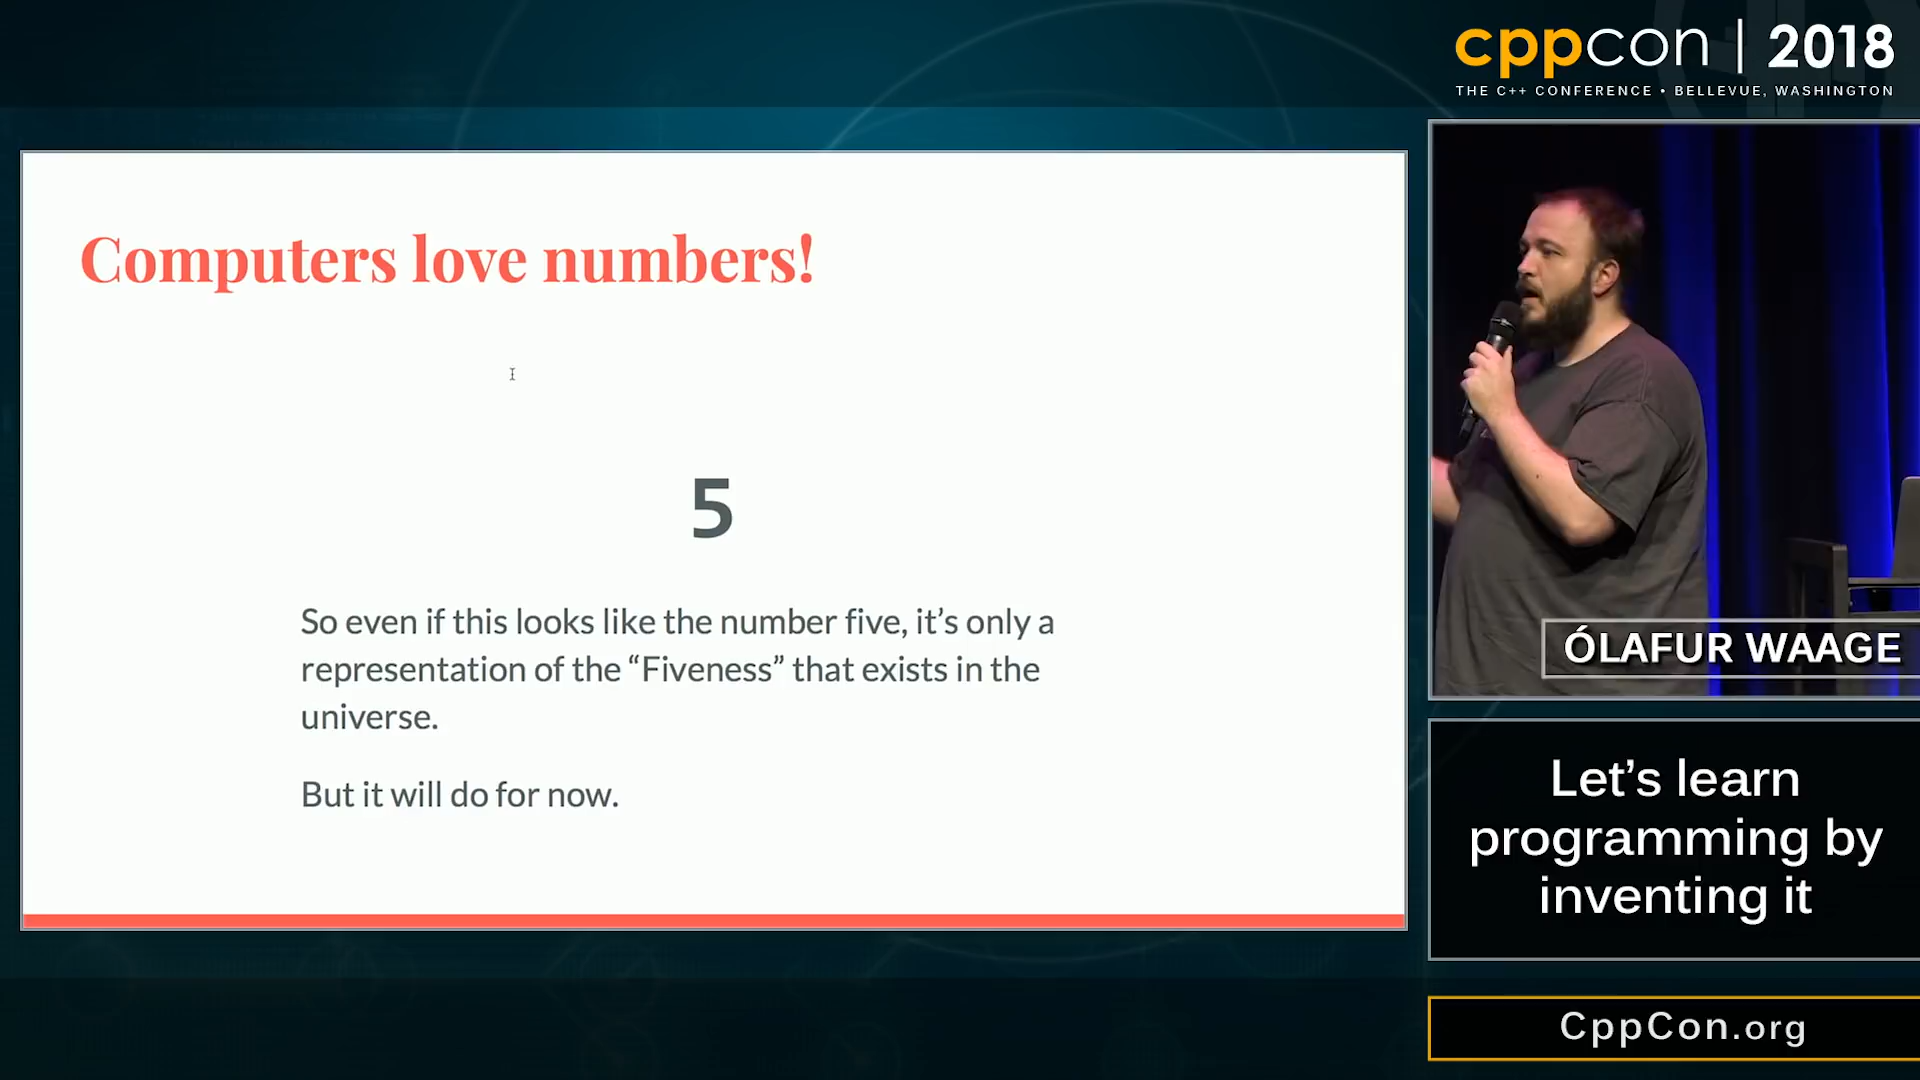 cppcon | 2018
THE C++ CONFERENCE • BELLEVUE, WASHINGTON
Computers love numbers!
5
So even if this looks like the number five, it’s only a
representation of the “Fiveness” that exists in the
universe.
But it will do for now.
ÓLAFUR WAAGE
Let’s learn
programming by
inventing it
CppCon.org